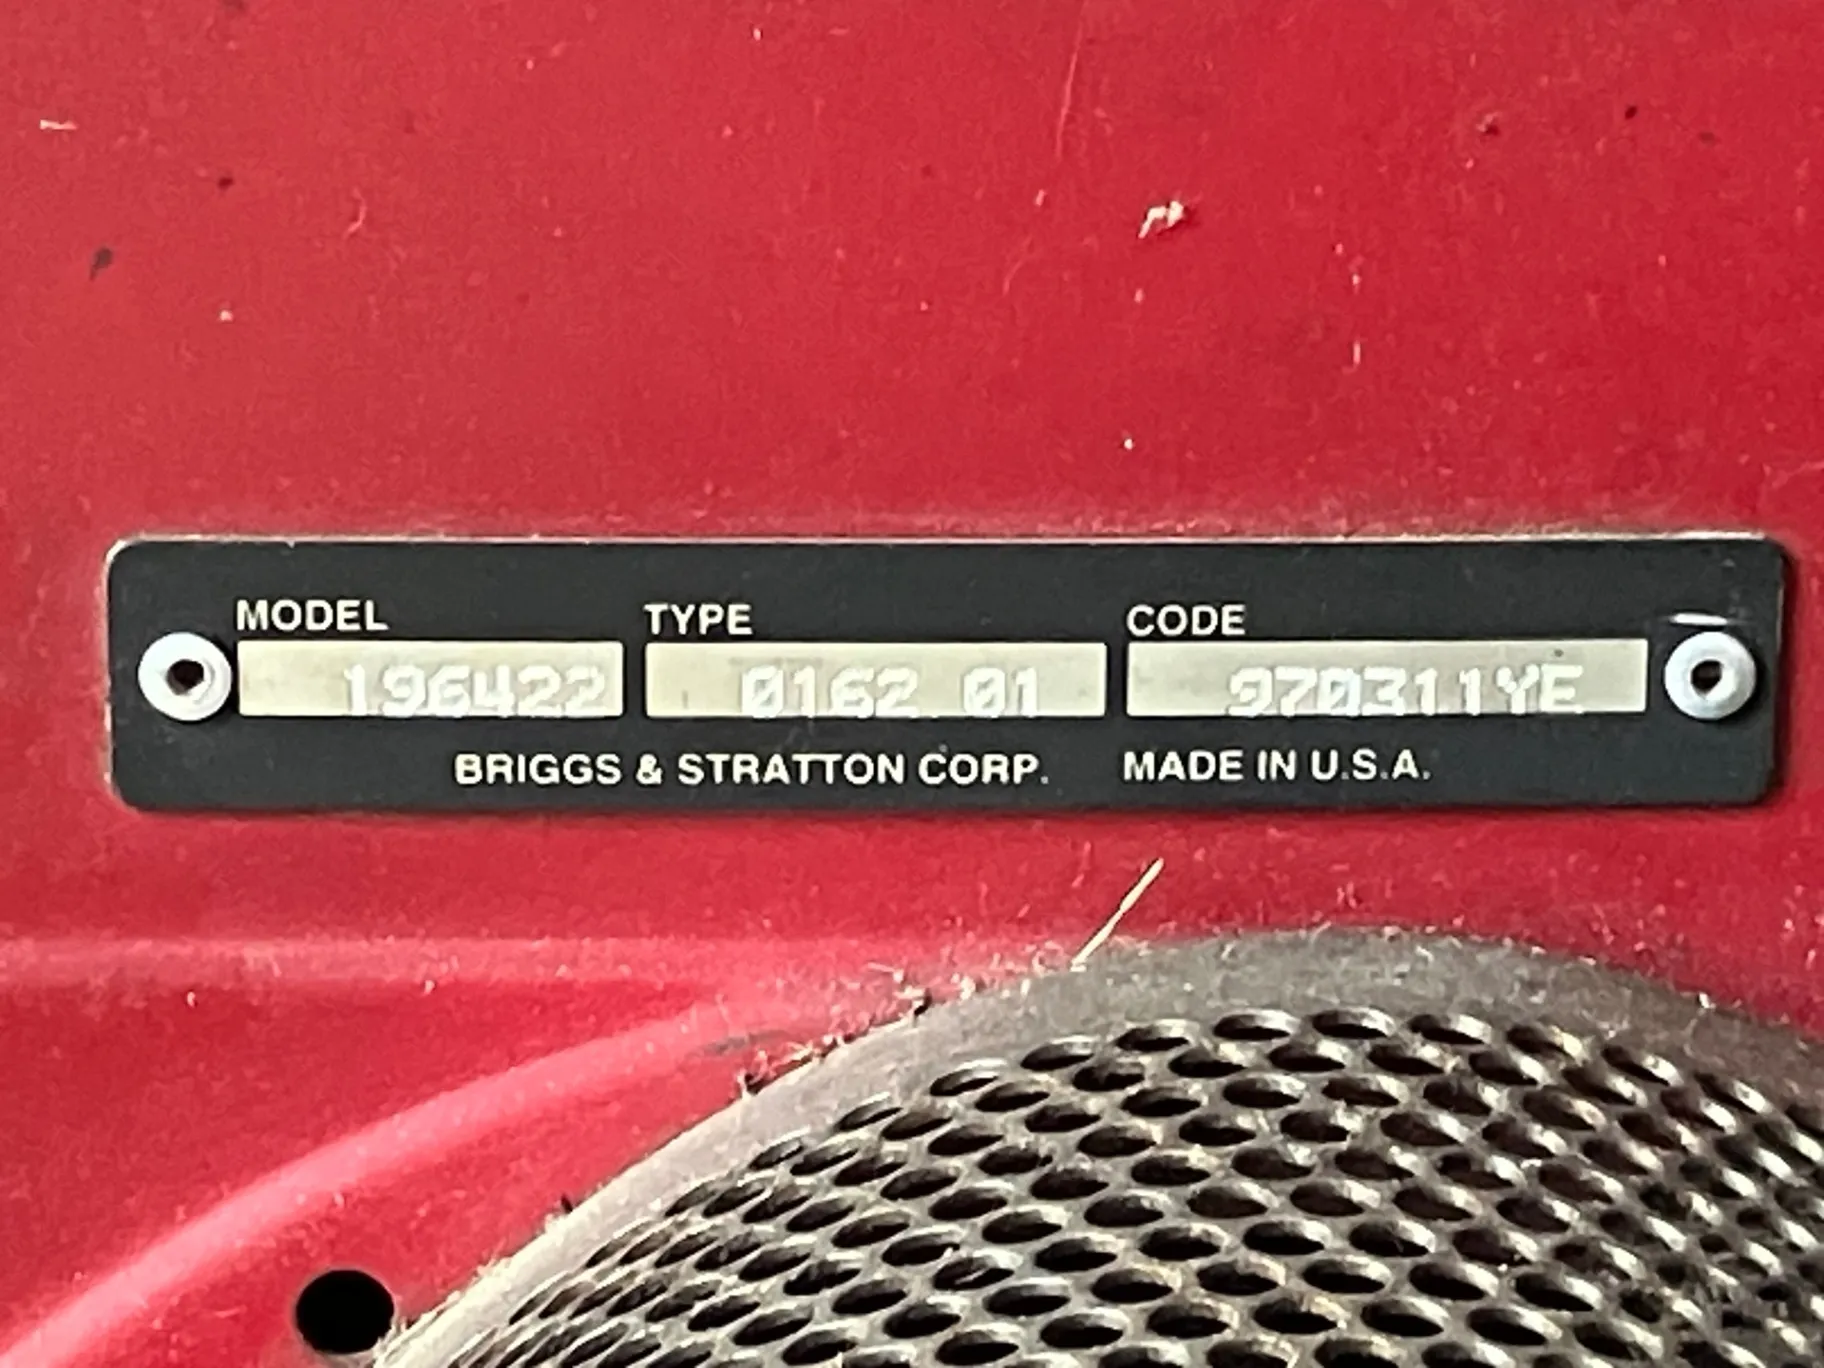 MODEL TYPE CODE
196422 0162 01 970311YE
BRIGGS & STRATTON CORP. MADE IN U.S.A.